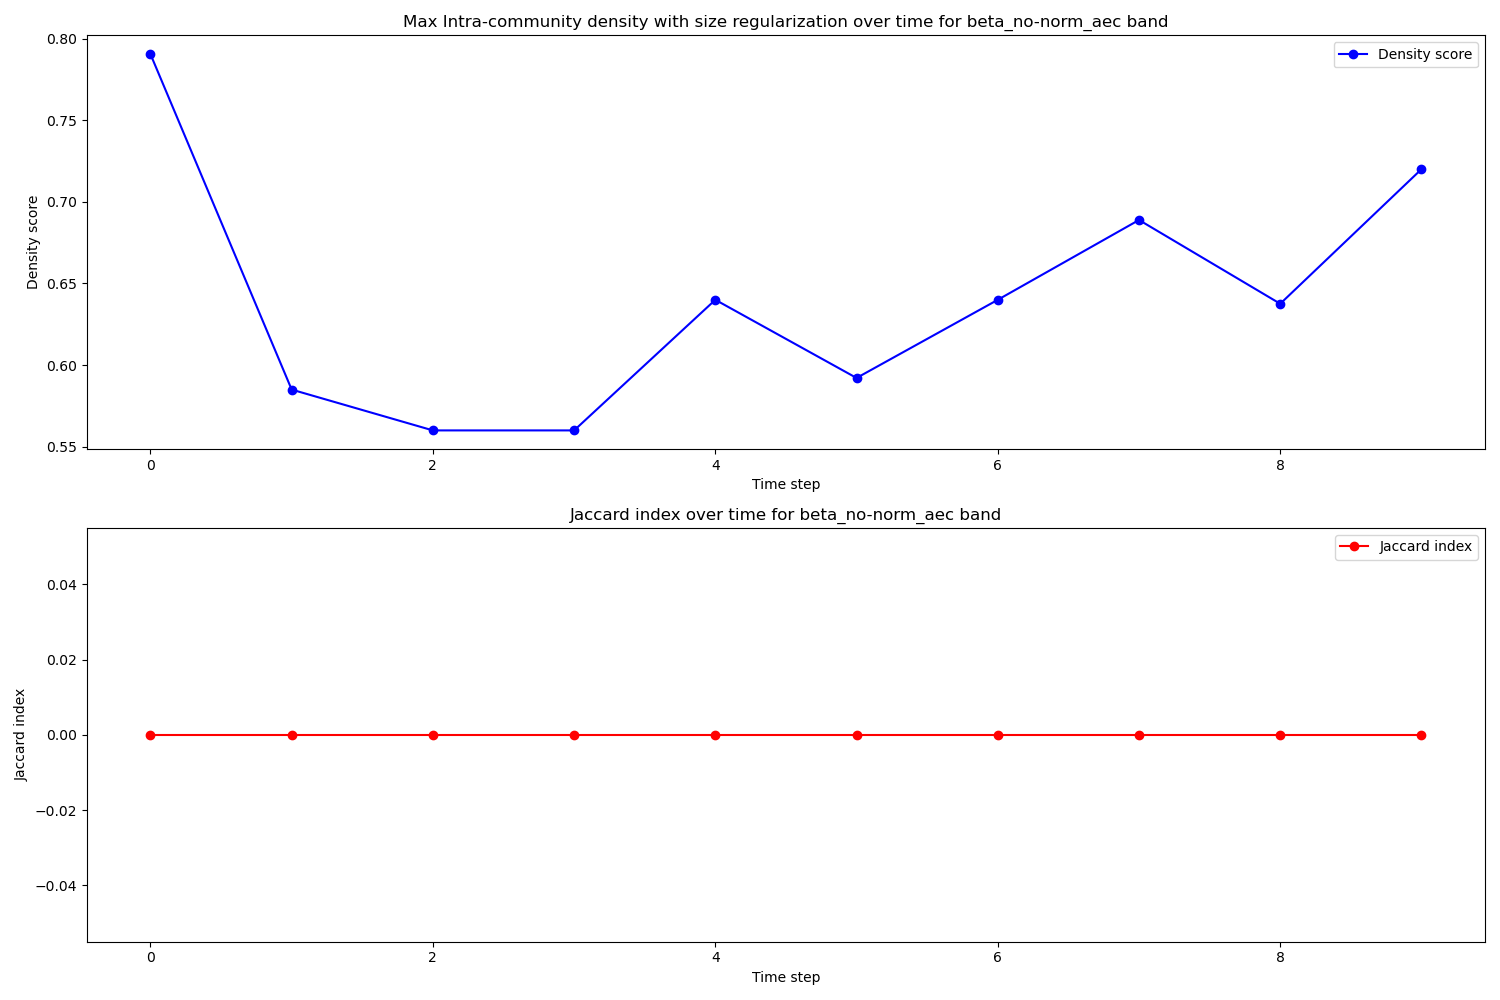 Max Intra-community density with size regularization over time for beta_no-norm_aec band
Density score
0.80
0.75
0.70
0.65
0.60
0.55
Density score
0
2
4
6
8
Time step
Jaccard index over time for beta_no-norm_aec band
Jaccard index
0.04
0.02
0.00
−0.02
−0.04
Jaccard index
0
2
4
6
8
Time step